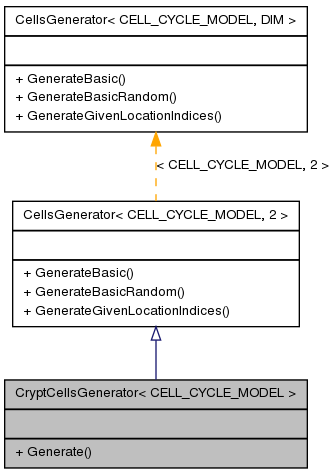 CellsGenerator< CELL_CYCLE_MODEL, DIM >
+ GenerateBasic()
+ GenerateBasicRandom()
+ GenerateGivenLocationIndices()
< CELL_CYCLE_MODEL, 2 >
CellsGenerator< CELL_CYCLE_MODEL, 2 >
+ GenerateBasic()
+ GenerateBasicRandom()
+ GenerateGivenLocationIndices()
CryptCellsGenerator< CELL_CYCLE_MODEL >
+ Generate()